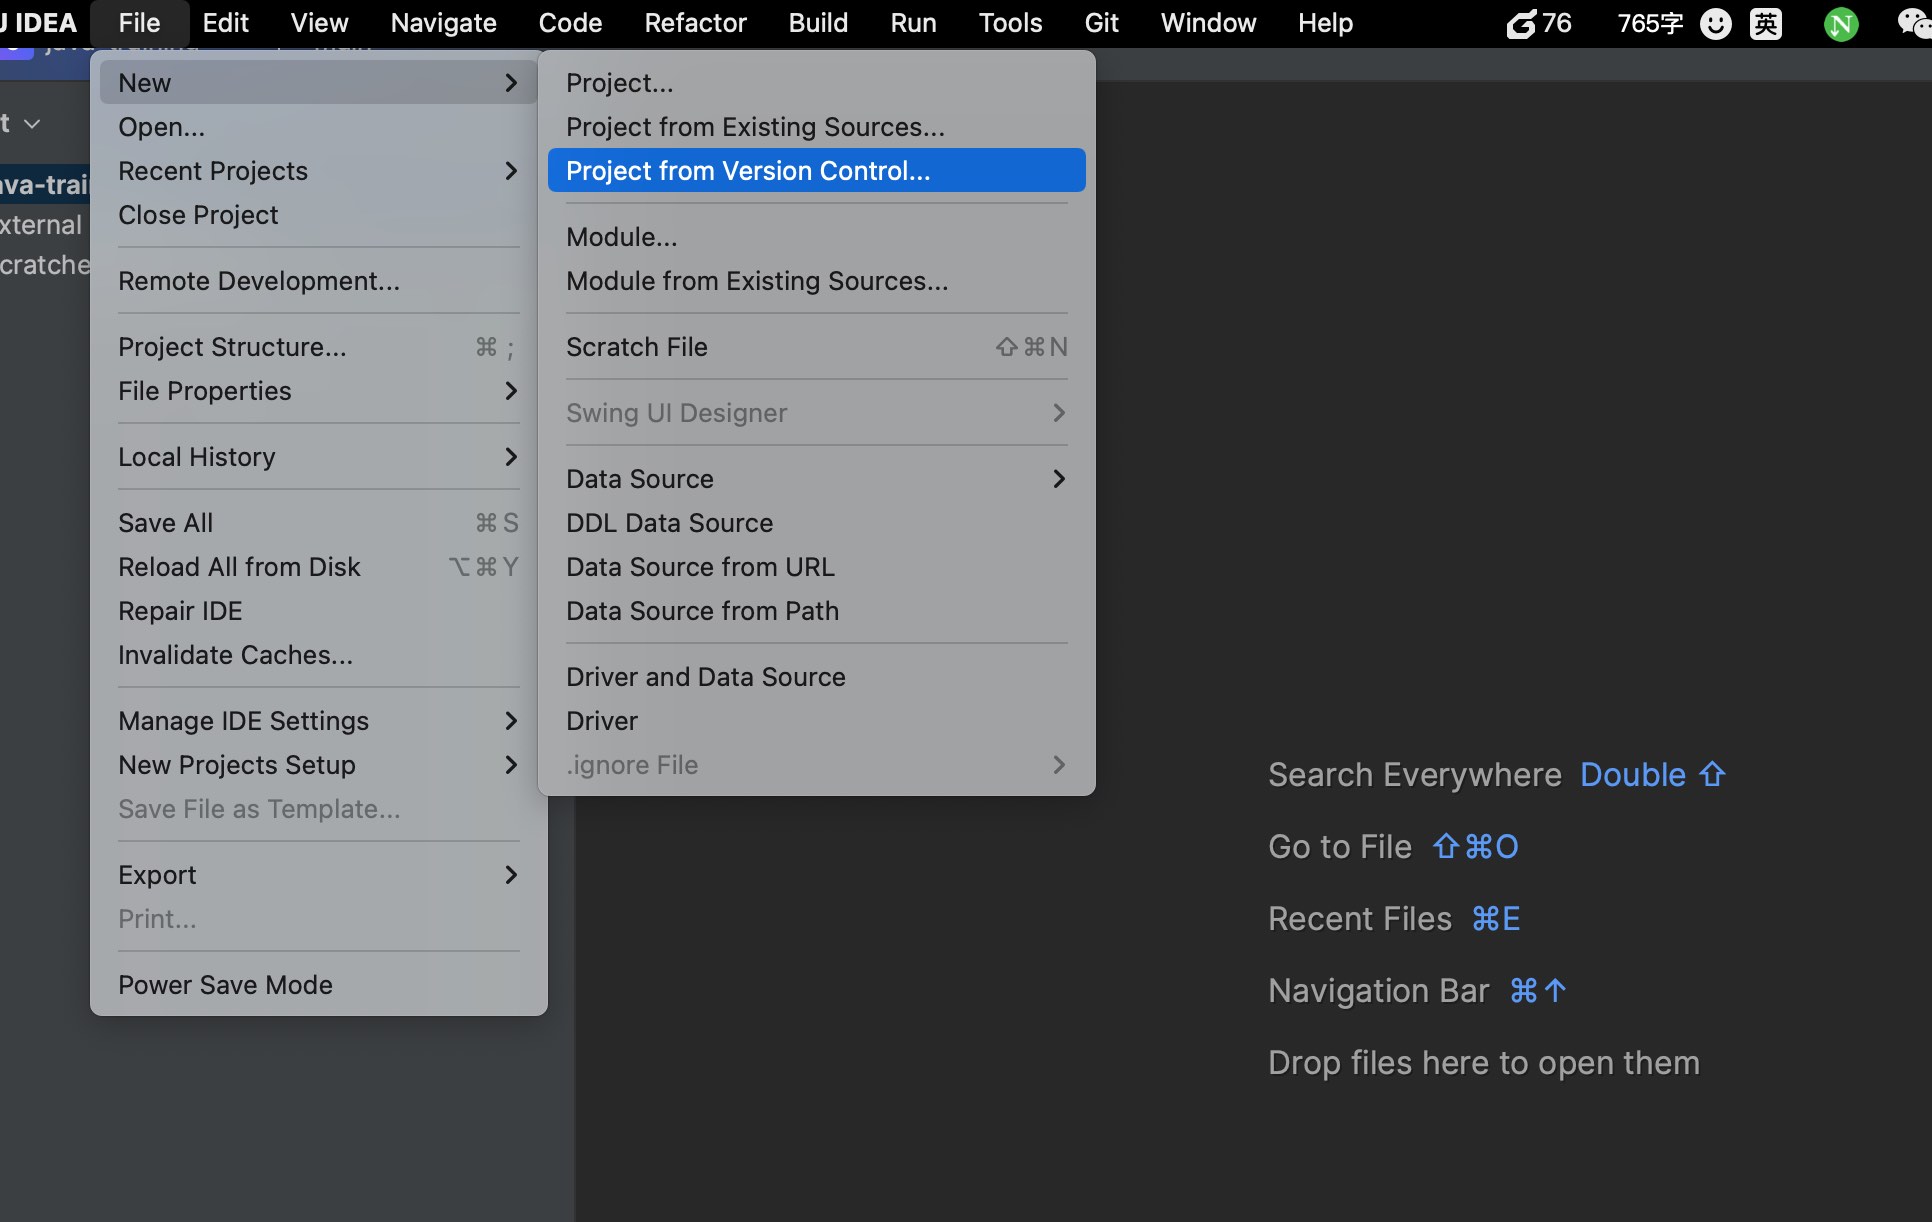 J IDEA File Edit View Navigate Code Refactor Build Run Tools Git Window Help 76 765字 英 N
t
ava-trai
xternal
cratche
New
Open...
Recent Projects
Close Project
Remote Development...
Project Structure... ⌘ ;
File Properties
Local History
Save All ⌘ S
Reload All from Disk ⌥ ⌘ Y
Repair IDE
Invalidate Caches...
Manage IDE Settings
New Projects Setup
Save File as Template...
Export
Print...
Power Save Mode
Project...
Project from Existing Sources...
Project from Version Control...
Module...
Module from Existing Sources...
Scratch File ⇧ ⌘ N
Swing UI Designer
Data Source
DDL Data Source
Data Source from URL
Data Source from Path
Driver and Data Source
Driver
.ignore File
Search Everywhere Double ⇧
Go to File ⇧⌘O
Recent Files ⌘E
Navigation Bar ⌘↑
Drop files here to open them